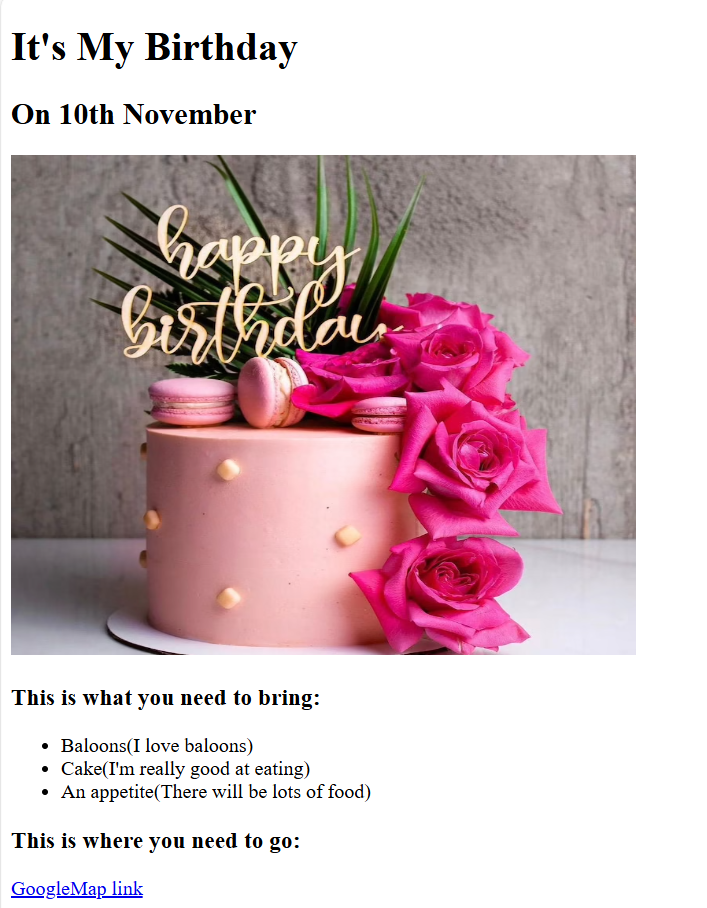 It's My Birthday
On 10th November
happy
birthday
This is what you need to bring:
Baloons(I love baloons)
Cake(I'm really good at eating)
An appetite(There will be lots of food)
This is where you need to go:
GoogleMap link